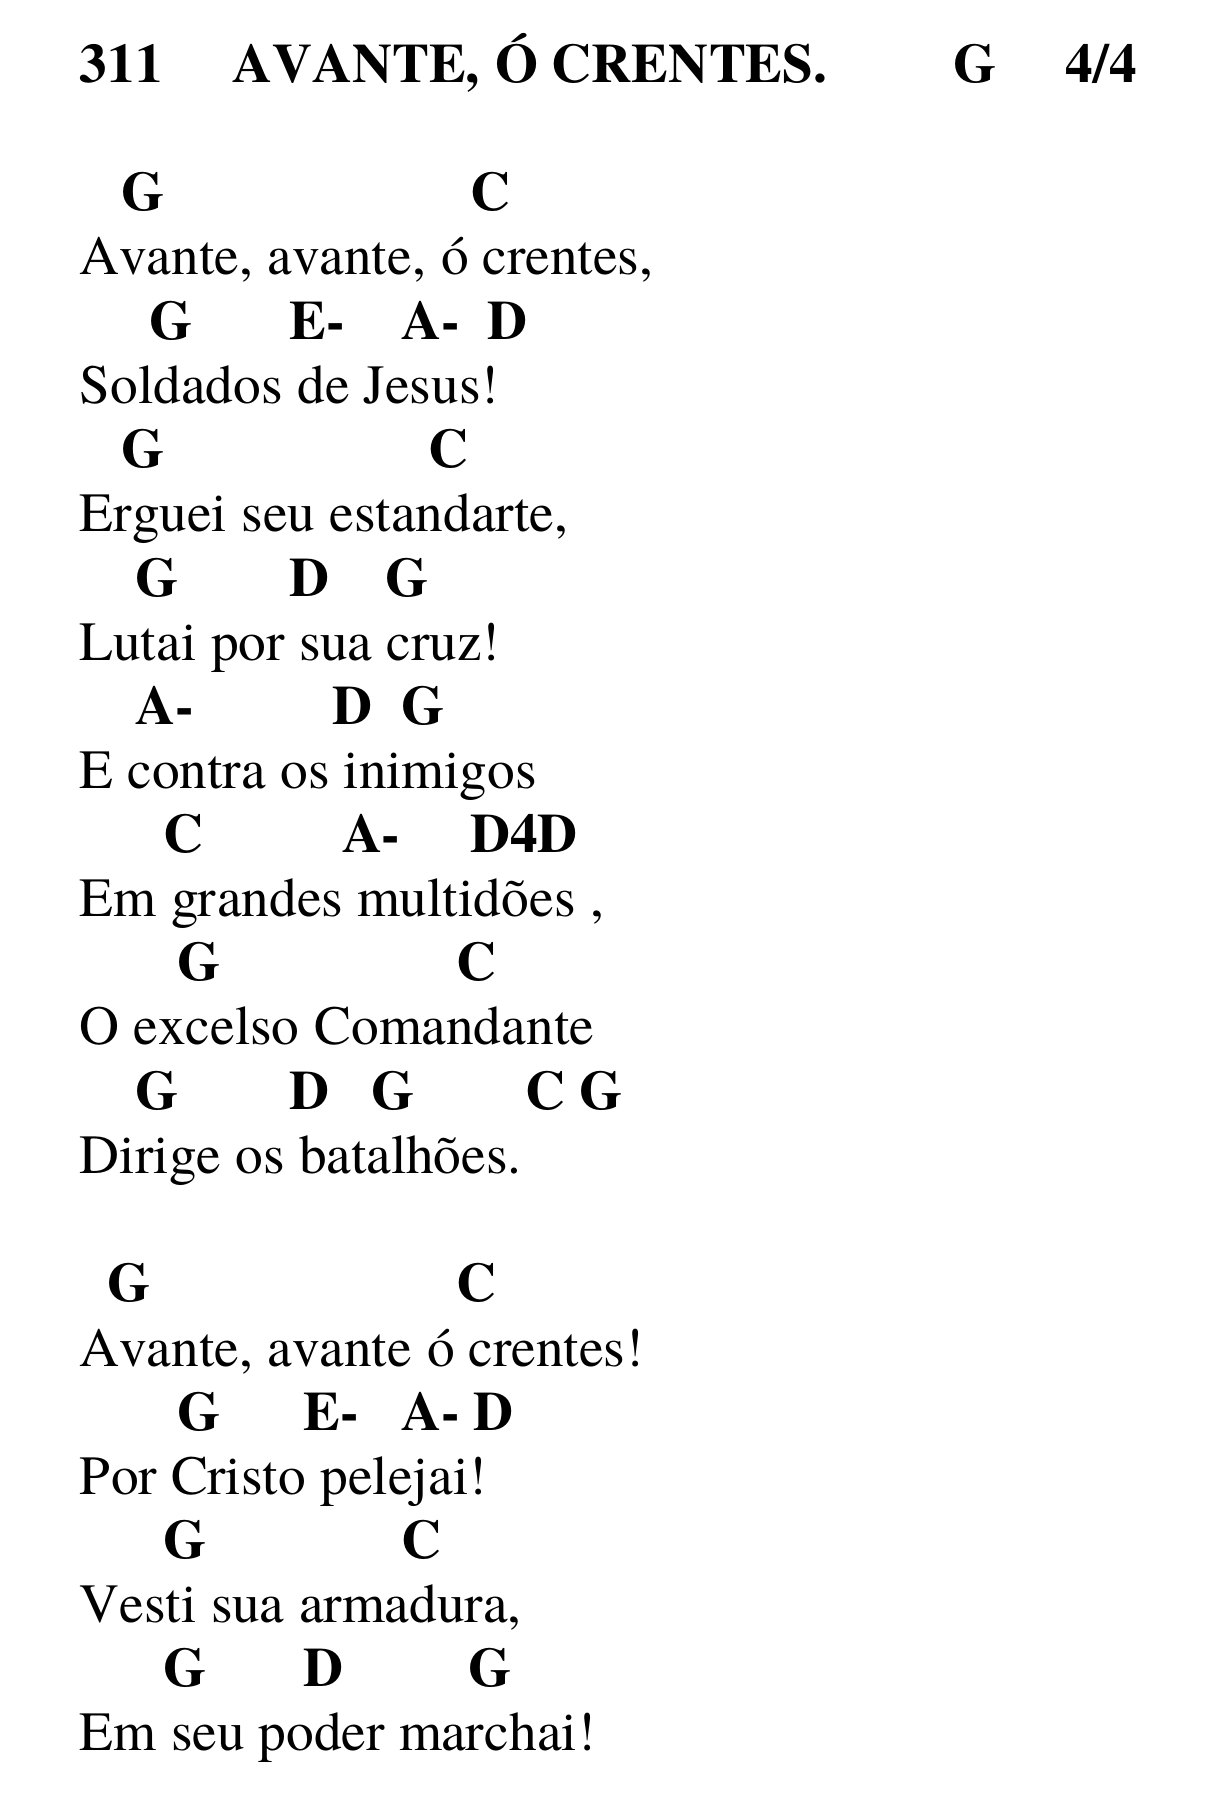 311 AVANTE, Ó CRENTES. G 4/4
G C
Avante, avante, ó crentes,
G E- A- D
Soldados de Jesus!
G C
Erguei seu estandarte,
G D G
Lutai por sua cruz!
A- D G
E contra os inimigos
C A- D4D
Em grandes multidões ,
G C
O excelso Comandante
G D G C G
Dirige os batalhões.
G C
Avante, avante ó crentes!
G E- A- D
Por Cristo pelejai!
G C
Vesti sua armadura,
G D G
Em seu poder marchai!